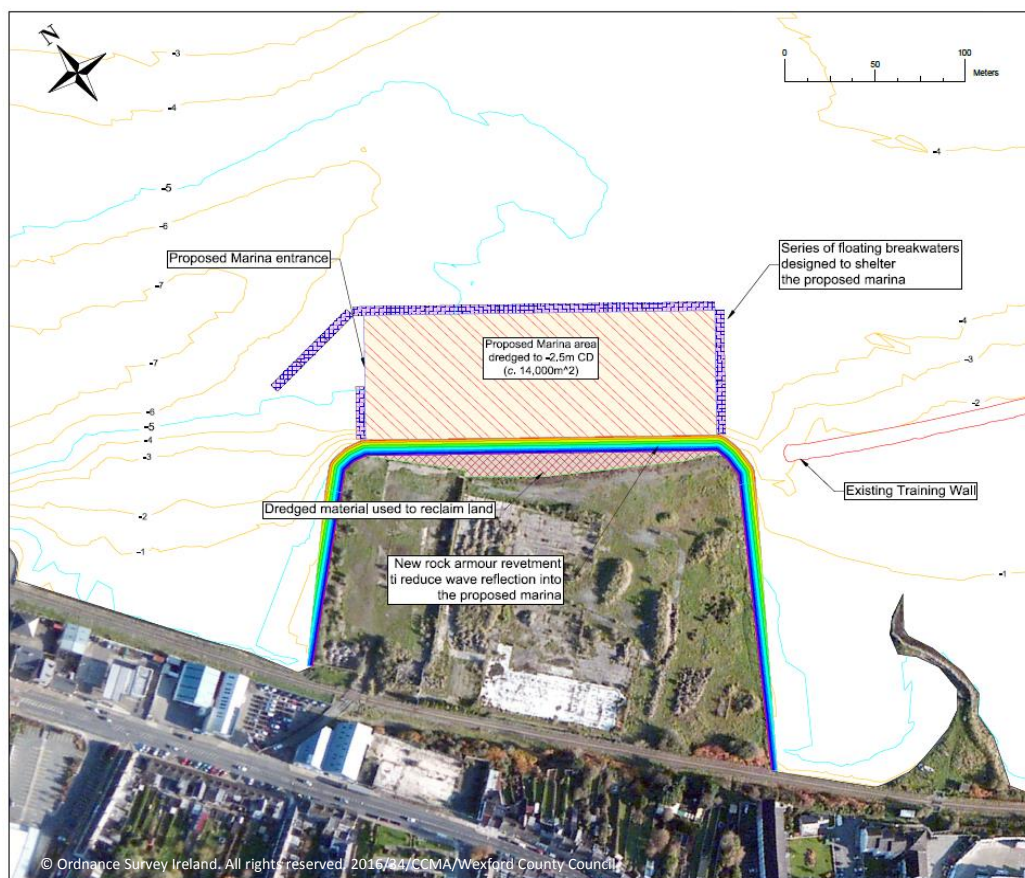 N
0
50
100
Meters
-3
-4
-4
-5
-6
-7
-7
-6
-5
-4
-3
-2
-1
-4
-3
-2
-1
Proposed Marina entrance
Series of floating breakwaters
designed to shelter
the proposed marina
Proposed Marina area
dredged to -2.5m CD
(c. 14,000m^2)
Existing Training Wall
Dredged material used to reclaim land
New rock armour revetment
ti reduce wave reflection into
the proposed marina
© Ordnance Survey Ireland. All rights reserved. 2016/34/CCMA/Wexford County Council